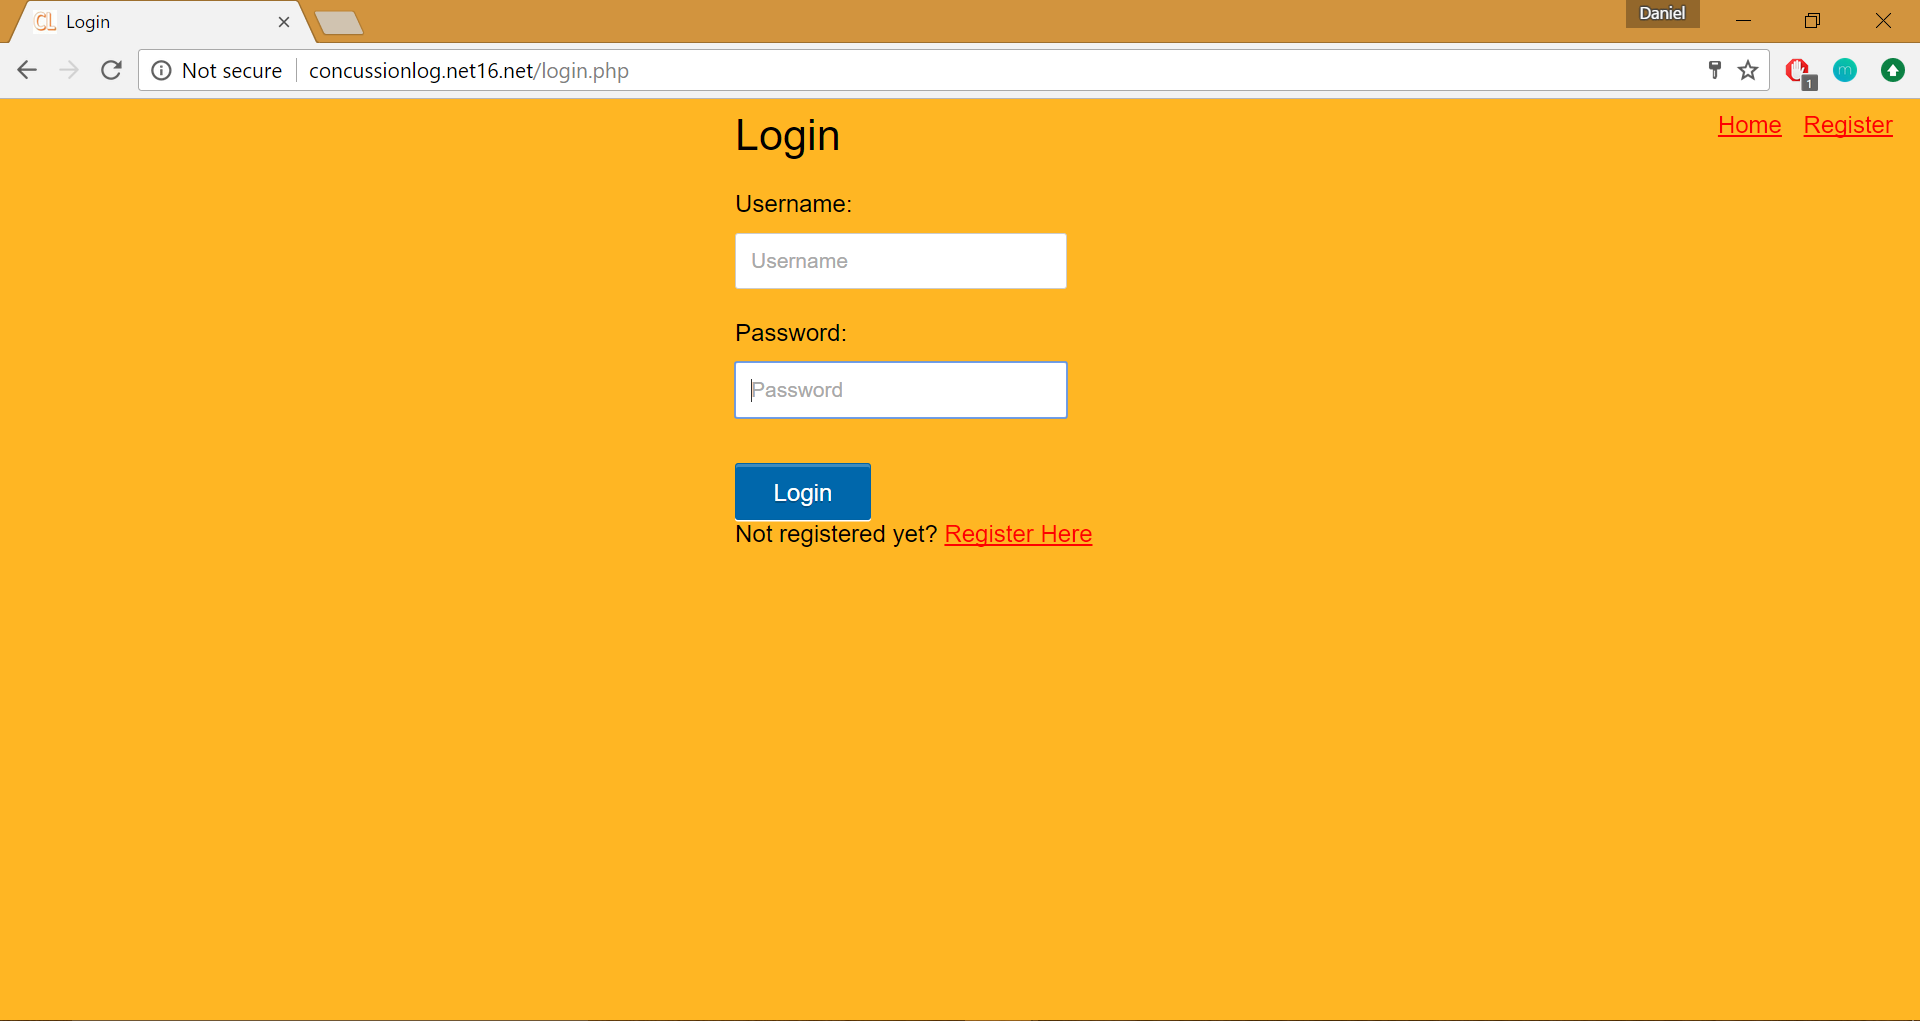 CL Login
Daniel
Not secure concussionlog.net16.net/login.php
1
m
Home Register
Login
Username:
Username
Password:
Password
Login
Not registered yet? Register Here